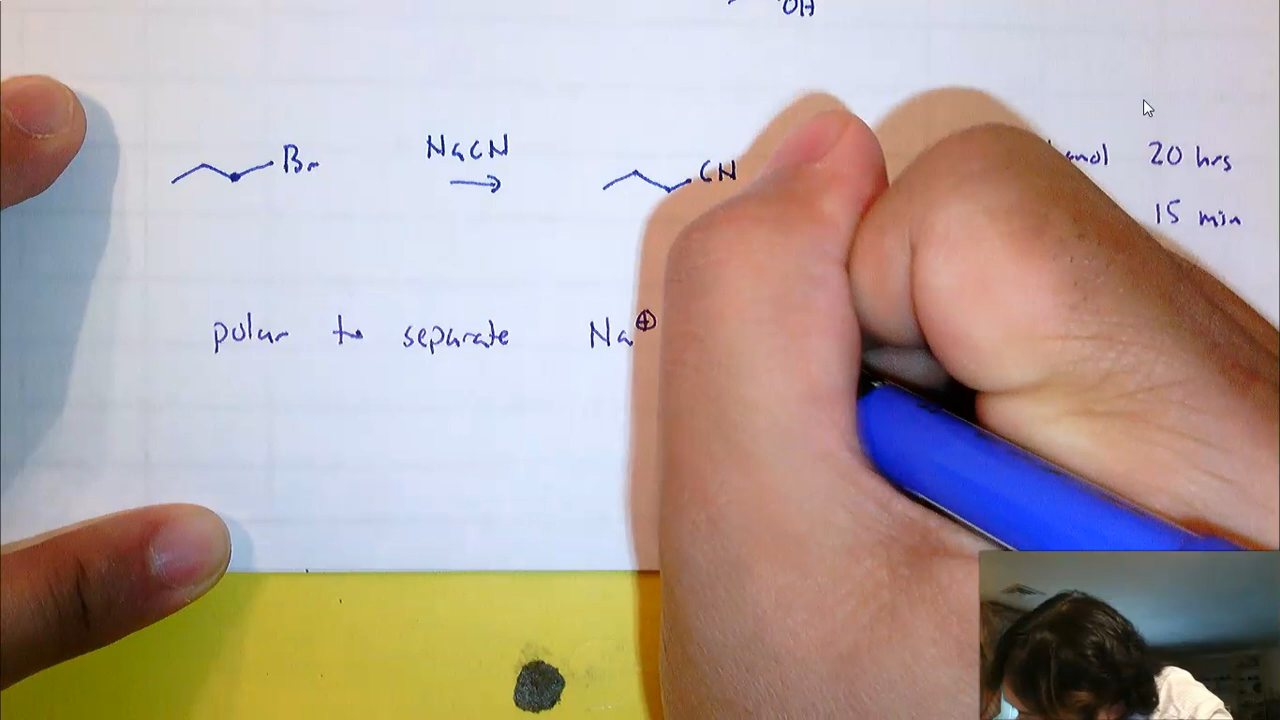 OH
Br NaCN CN 20 hrs
15 min
polar to separate Na⊕